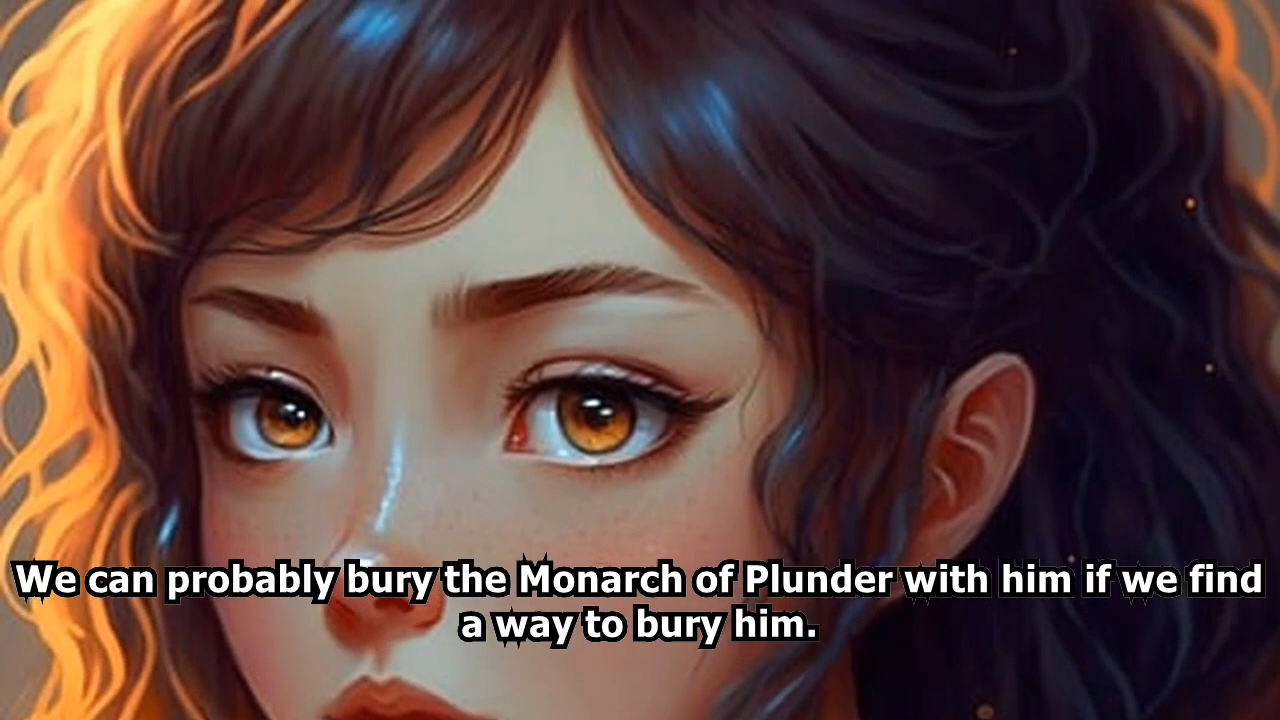 We can probably bury the Monarch of Plunder with him if we find
a way to bury him.